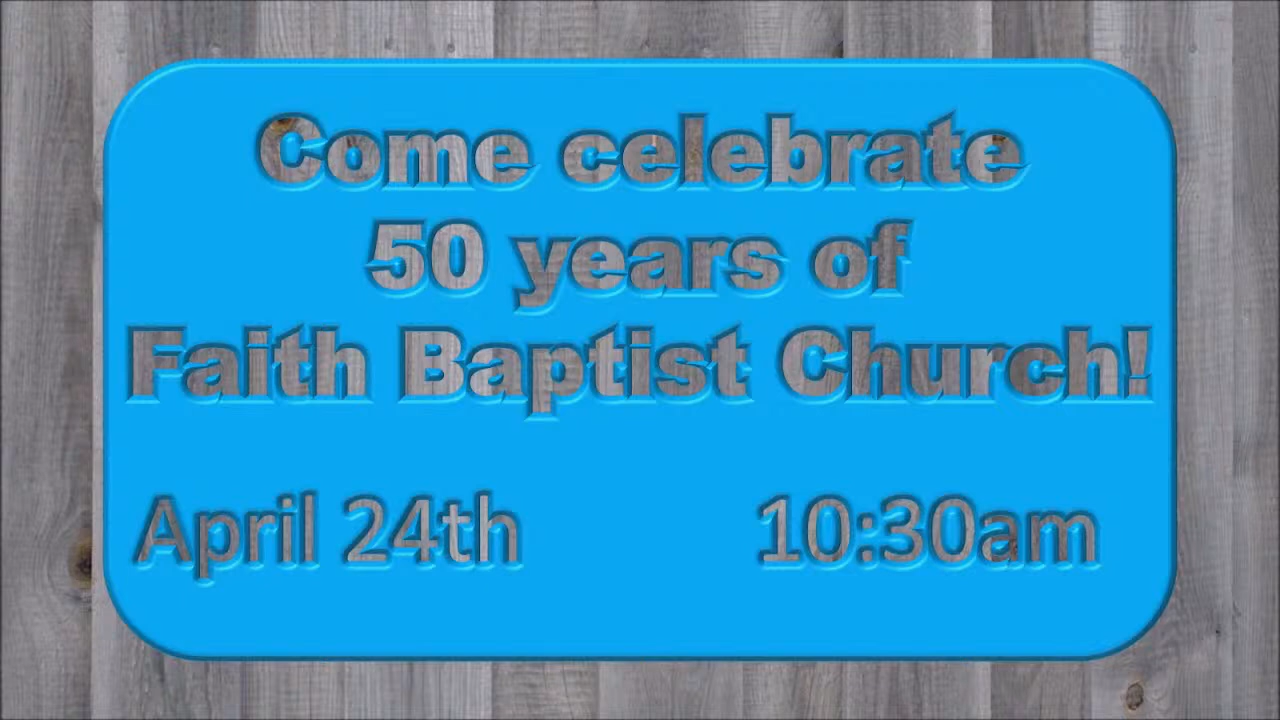 Come celebrate
50 years of
Faith Baptist Church!
April 24th 10:30am